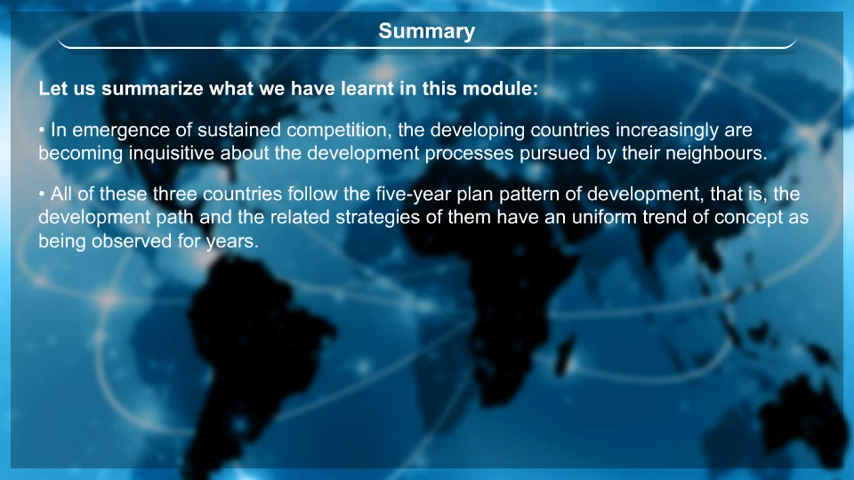 Summary
Let us summarize what we have learnt in this module:
• In emergence of sustained competition, the developing countries increasingly are
becoming inquisitive about the development processes pursued by their neighbours.
• All of these three countries follow the five-year plan pattern of development, that is, the
development path and the related strategies of them have an uniform trend of concept as
being observed for years.